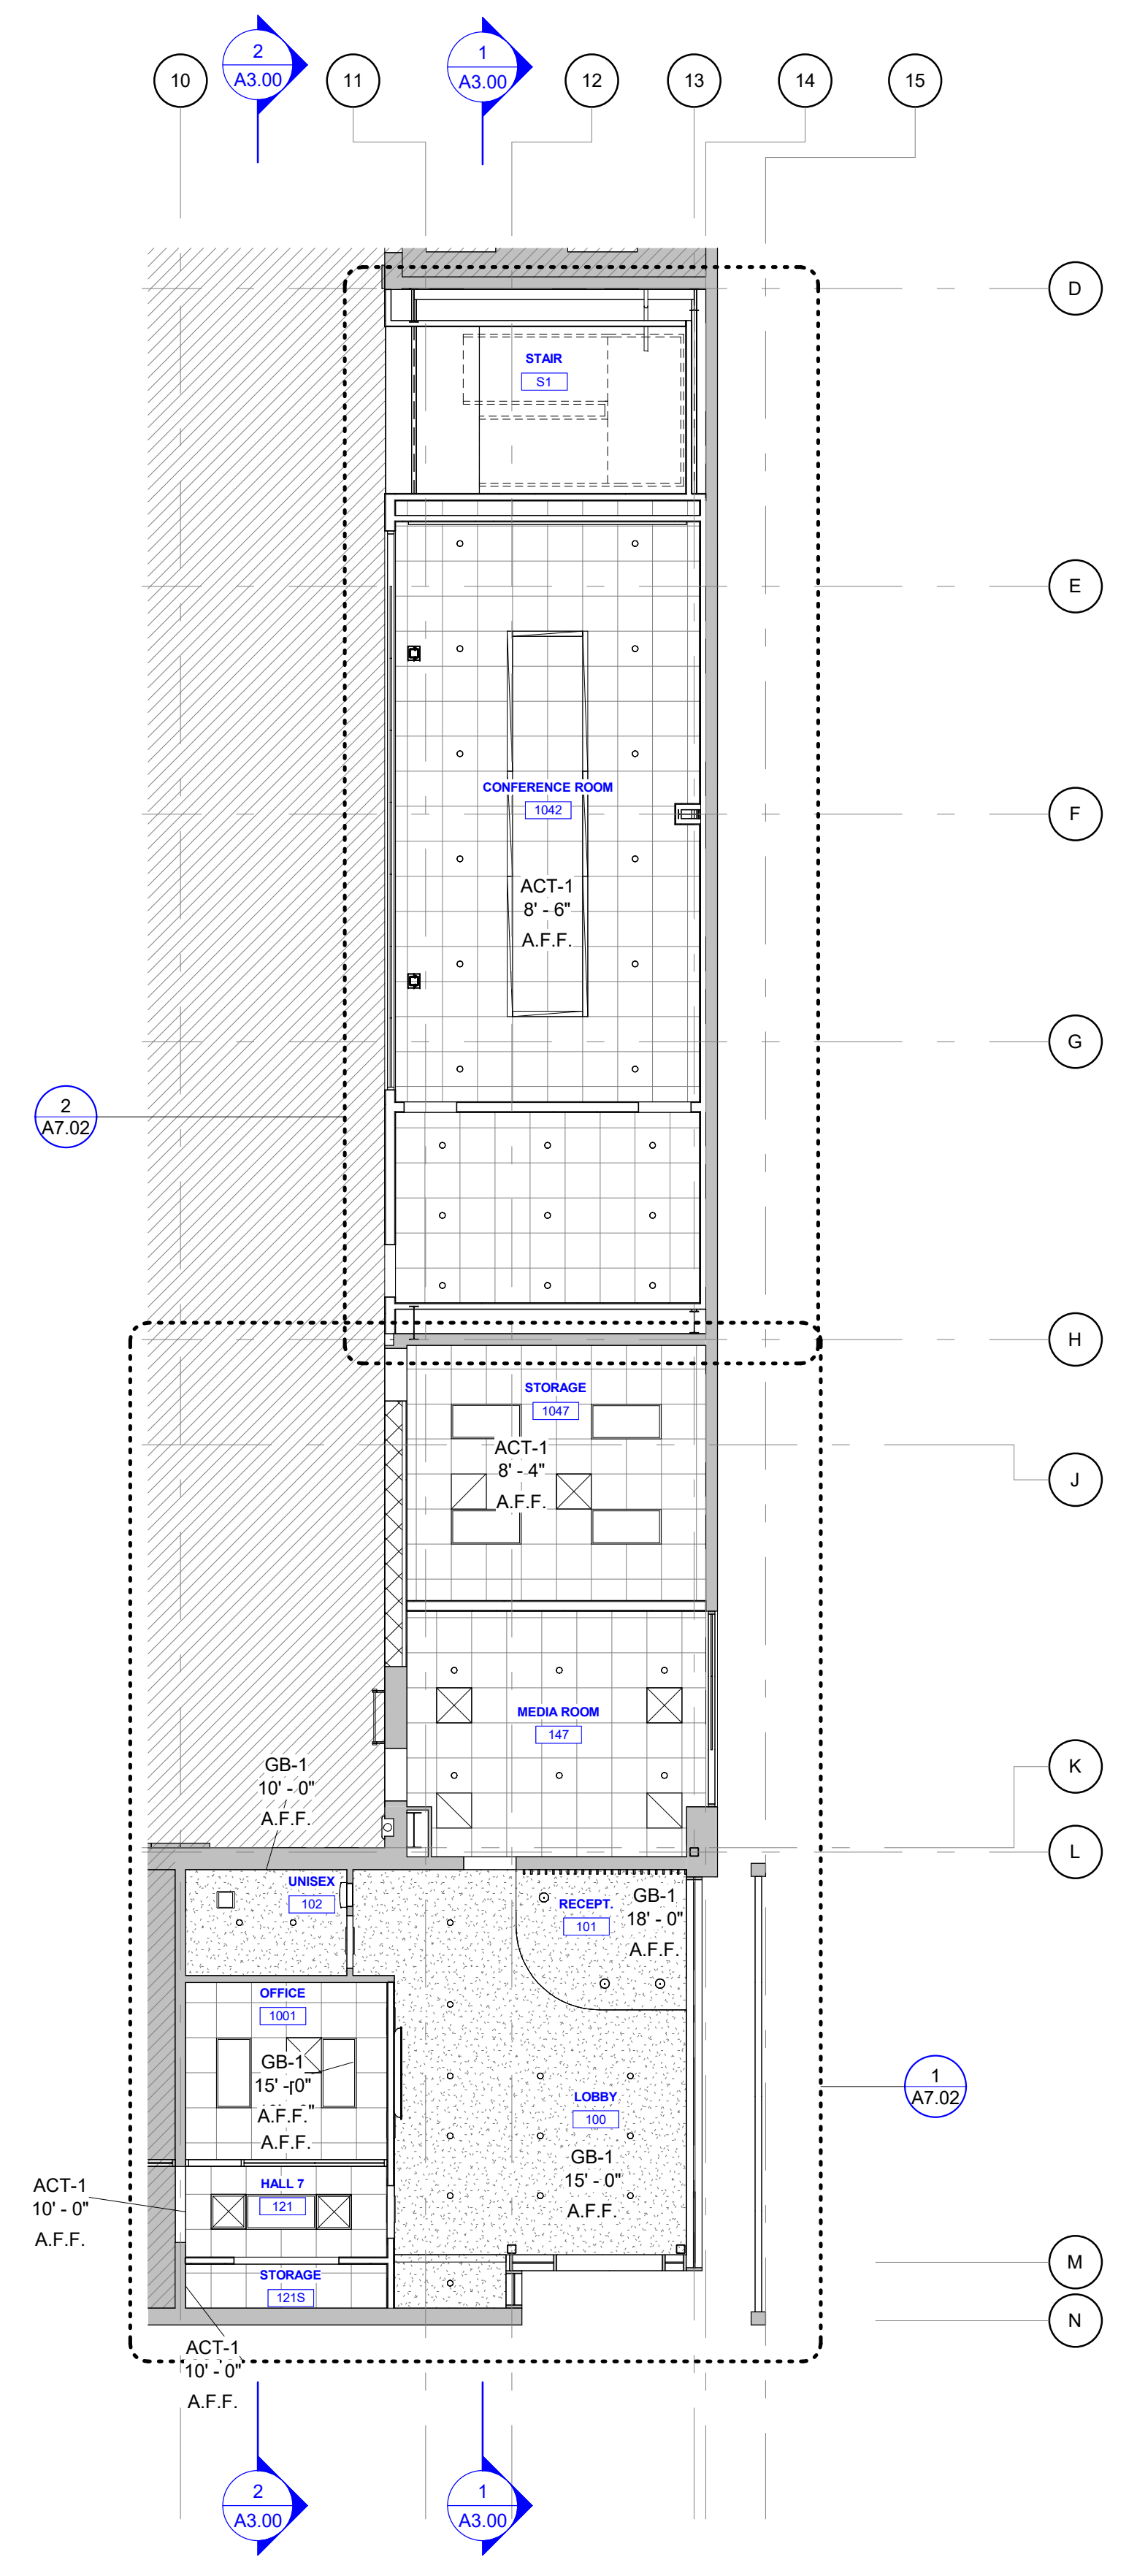 2
A3.00
1
A3.00
10
11
12
13
14
15
D
STAIR
S1
E
CONFERENCE ROOM
1042
F
ACT-1
8' - 6"
A.F.F.
G
2
A7.02
H
STORAGE
1047
ACT-1
8' - 4"
A.F.F.
J
MEDIA ROOM
147
GB-1
10' - 0"
A.F.F.
K
L
UNISEX
102
RECEPT.
101
GB-1
18' - 0"
A.F.F.
OFFICE
1001
GB-1
15' - 0"
A.F.F.
A.F.F.
1
A7.02
LOBBY
100
GB-1
15' - 0"
A.F.F.
ACT-1
10' - 0"
A.F.F.
HALL 7
121
M
STORAGE
121S
N
ACT-1
10' - 0"
A.F.F.
2
A3.00
1
A3.00